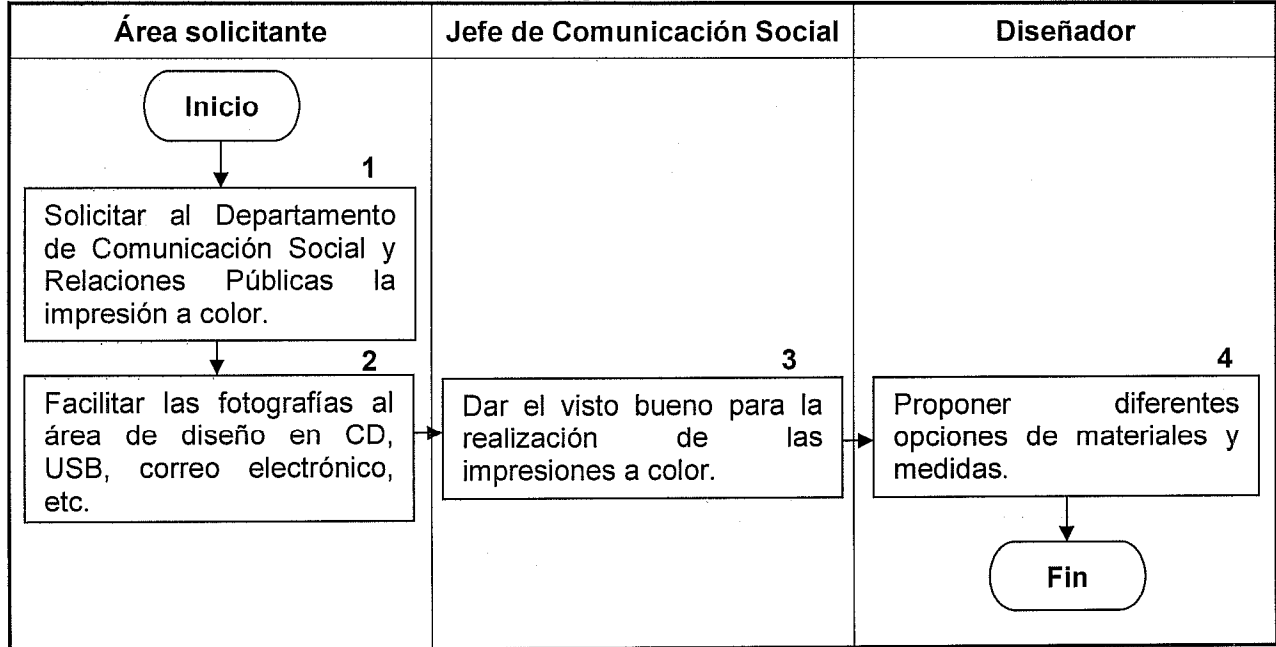 Área solicitante
Jefe de Comunicación Social
Diseñador
Inicio
1
Solicitar al Departamento
de Comunicación Social y
Relaciones Públicas la
impresión a color.
2
Facilitar las fotografías al
área de diseño en CD,
USB, correo electrónico,
etc.
3
Dar el visto bueno para la
realización de las
impresiones a color.
4
Proponer diferentes
opciones de materiales y
medidas.
Fin